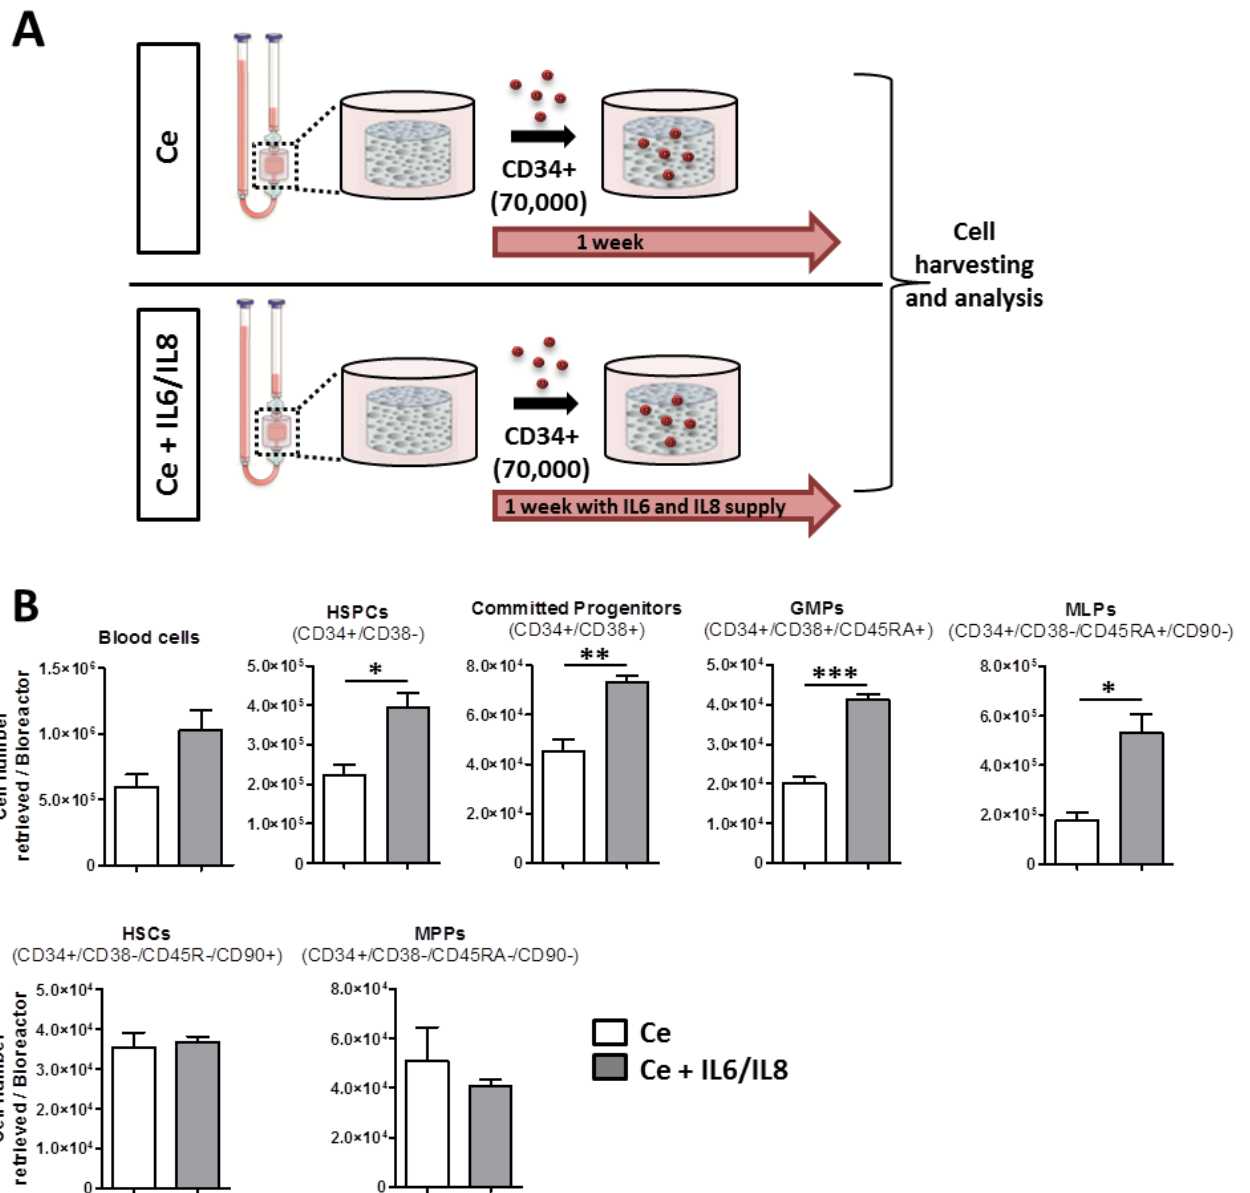 A
Ce
CD34+
(70,000)
1 week
Cell
harvesting
and analysis
Ce + IL6/IL8
CD34+
(70,000)
1 week with IL6 and IL8 supply
B
Blood cells
retrieved / Bioreactor
1.5×10⁶
1.0×10⁶
5.0×10⁵
0
HSPCs
(CD34+/CD38-)
5.0×10⁵
4.0×10⁵
3.0×10⁵
2.0×10⁵
1.0×10⁵
0
*
Committed Progenitors
(CD34+/CD38+)
8.0×10⁴
6.0×10⁴
4.0×10⁴
2.0×10⁴
0
**
GMPs
(CD34+/CD38+/CD45RA+)
5.0×10⁴
4.0×10⁴
3.0×10⁴
2.0×10⁴
1.0×10⁴
0
***
MLPs
(CD34+/CD38-/CD45RA+/CD90-)
8.0×10⁵
6.0×10⁵
4.0×10⁵
2.0×10⁵
0
*
HSCs
(CD34+/CD38-/CD45R-/CD90+)
retrieved / Bioreactor
5.0×10⁴
4.0×10⁴
3.0×10⁴
2.0×10⁴
1.0×10⁴
0
MPPs
(CD34+/CD38-/CD45RA-/CD90-)
8.0×10⁴
6.0×10⁴
4.0×10⁴
2.0×10⁴
0
Ce
Ce + IL6/IL8